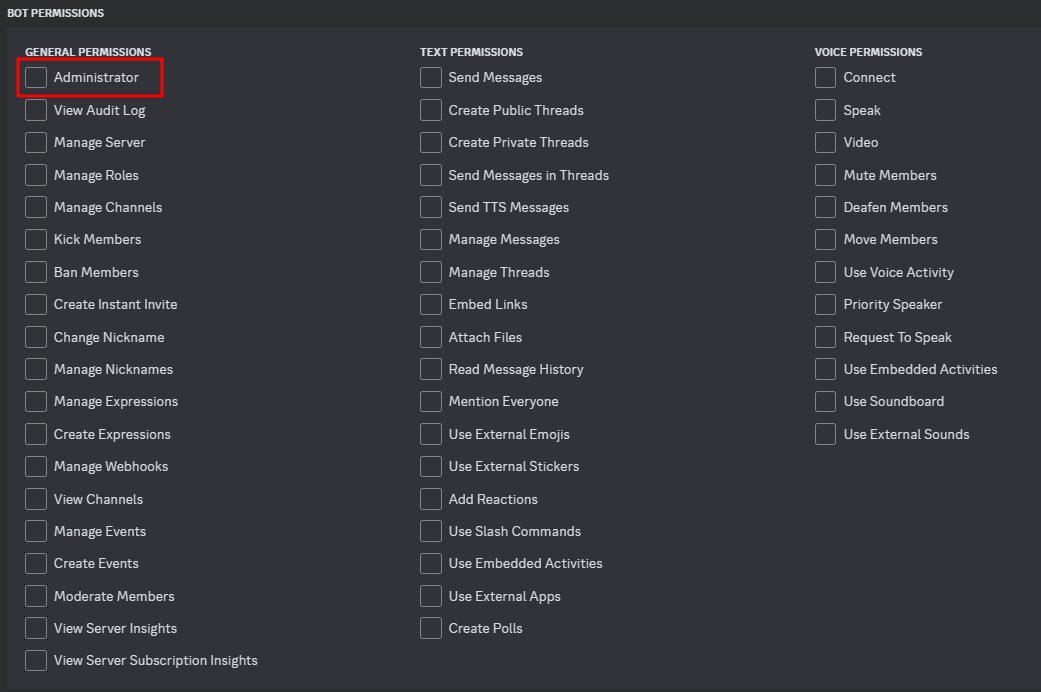 BOT PERMISSIONS
GENERAL PERMISSIONS
Administrator
View Audit Log
Manage Server
Manage Roles
Manage Channels
Kick Members
Ban Members
Create Instant Invite
Change Nickname
Manage Nicknames
Manage Expressions
Create Expressions
Manage Webhooks
View Channels
Manage Events
Create Events
Moderate Members
View Server Insights
View Server Subscription Insights
TEXT PERMISSIONS
Send Messages
Create Public Threads
Create Private Threads
Send Messages in Threads
Send TTS Messages
Manage Messages
Manage Threads
Embed Links
Attach Files
Read Message History
Mention Everyone
Use External Emojis
Use External Stickers
Add Reactions
Use Slash Commands
Use Embedded Activities
Use External Apps
Create Polls
VOICE PERMISSIONS
Connect
Speak
Video
Mute Members
Deafen Members
Move Members
Use Voice Activity
Priority Speaker
Request To Speak
Use Embedded Activities
Use Soundboard
Use External Sounds